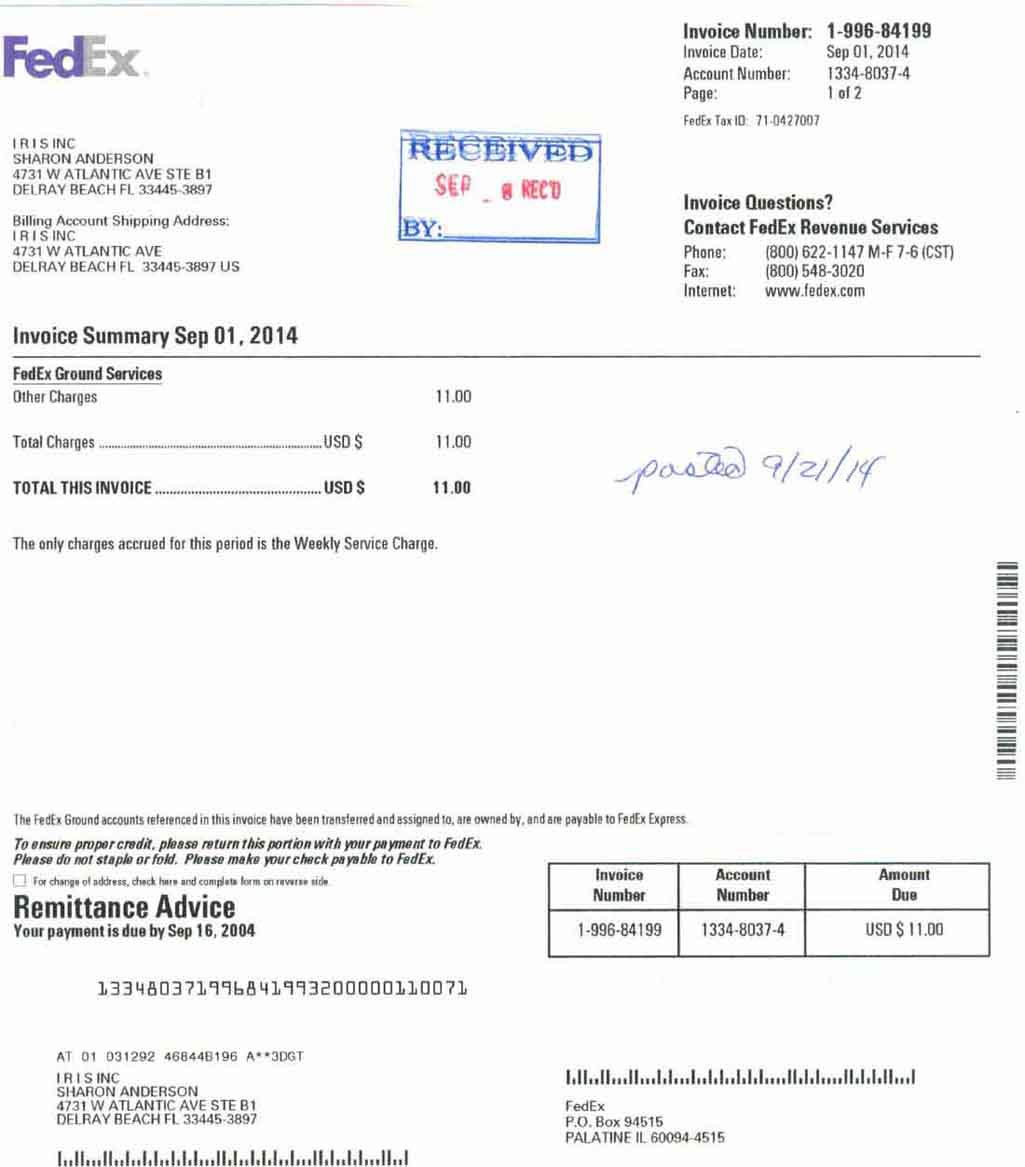 FedEx.
Invoice Number: 1-996-84199
Invoice Date: Sep 01, 2014
Account Number: 1334-8037-4
Page: 1 of 2
FedEx Tax ID: 71-0427007
I R I S INC
SHARON ANDERSON
4731 W ATLANTIC AVE STE B1
DELRAY BEACH FL 33445-3897
Billing Account Shipping Address:
I R I S INC
4731 W ATLANTIC AVE
DELRAY BEACH FL 33445-3897 US
RECEIVED
SEP _ 8 REC'D
BY:
Invoice Questions?
Contact FedEx Revenue Services
Phone: (800) 622-1147 M-F 7-6 (CST)
Fax: (800) 548-3020
Internet: www.fedex.com
Invoice Summary Sep 01, 2014
FedEx Ground Services
Other Charges 11.00
Total Charges ........ USD $ 11.00
TOTAL THIS INVOICE ........ USD $ 11.00
posted 9/21/14
The only charges accrued for this period is the Weekly Service Charge.
The FedEx Ground accounts referenced in this invoice have been transferred and assigned to, are owned by, and are payable to FedEx Express.
To ensure proper credit, please return this portion with your payment to FedEx.
Please do not staple or fold. Please make your check payable to FedEx.
For change of address, check here and complete form on reverse side.
Remittance Advice
Your payment is due by Sep 16, 2004
Invoice Number Account Number Amount Due
1-996-84199 1334-8037-4 USD $ 11.00
133480371996841993200000110071
AT 01 031292 46844B196 A**3DGT
I R I S INC
SHARON ANDERSON
4731 W ATLANTIC AVE STE B1
DELRAY BEACH FL 33445-3897
FedEx
P.O. Box 94515
PALATINE IL 60094-4515